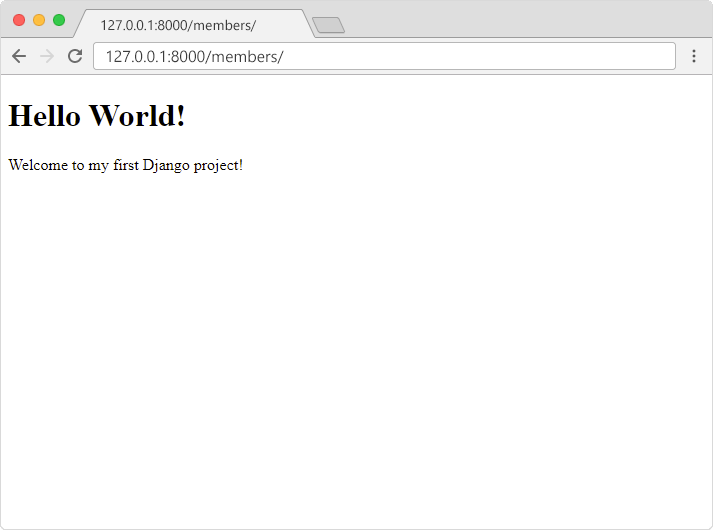 127.0.0.1:8000/members/
127.0.0.1:8000/members/
Hello World!
Welcome to my first Django project!